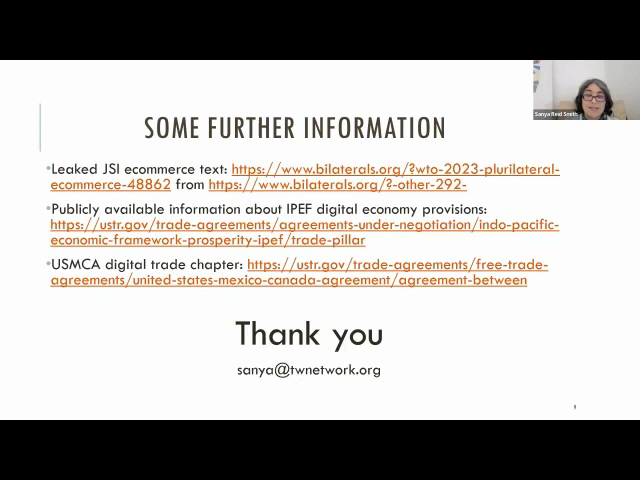 Sanya Reid Smith
SOME FURTHER INFORMATION
•Leaked JSI ecommerce text: https://www.bilaterals.org/?wto-2023-plurilateral-
ecommerce-48862 from https://www.bilaterals.org/?-other-292-
•Publicly available information about IPEF digital economy provisions:
https://ustr.gov/trade-agreements/agreements-under-negotiation/indo-pacific-
economic-framework-prosperity-ipef/trade-pillar
•USMCA digital trade chapter: https://ustr.gov/trade-agreements/free-trade-
agreements/united-states-mexico-canada-agreement/agreement-between
Thank you
sanya@twnetwork.org